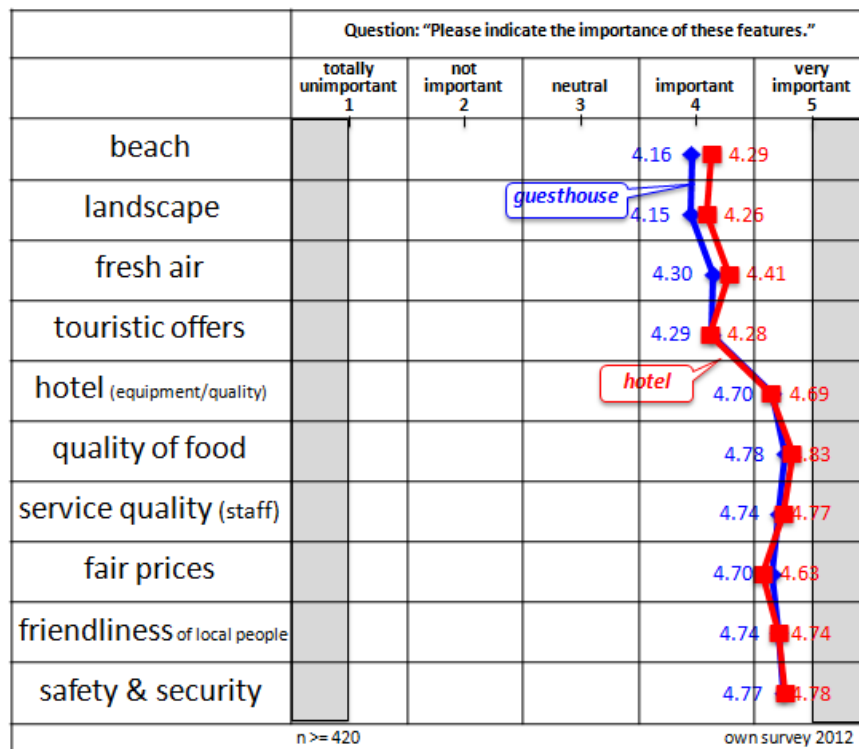 Question: “Please indicate the importance of these features.”
totally unimportant 1
not important 2
neutral 3
important 4
very important 5
beach 4.16 4.29
guesthouse
landscape 4.15 4.26
fresh air 4.30 4.41
touristic offers 4.29 4.28
hotel
hotel (equipment/quality) 4.70 4.69
quality of food 4.78 4.83
service quality (staff) 4.74 4.77
fair prices 4.70 4.63
friendliness of local people 4.74 4.74
safety & security 4.77 4.78
n >= 420 own survey 2012